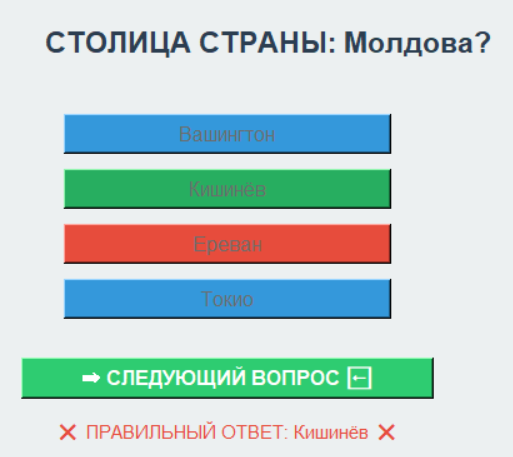 СТОЛИЦА СТРАНЫ: Молдова?
Вашингтон
Кишинёв
Ереван
Токио
➡ СЛЕДУЮЩИЙ ВОПРОС ⬅
❌ ПРАВИЛЬНЫЙ ОТВЕТ: Кишинёв ❌